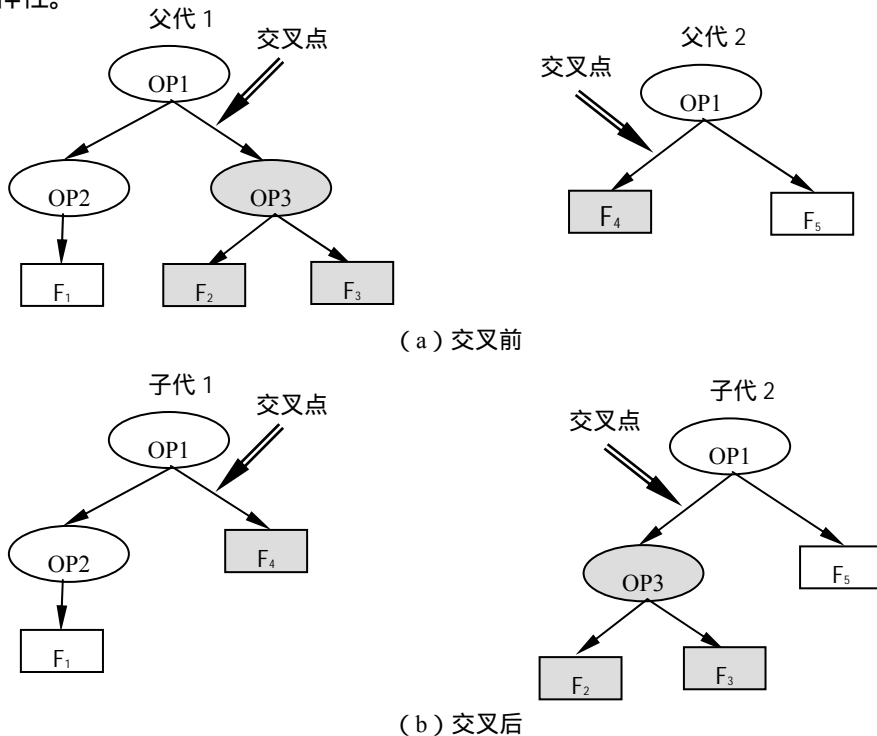 样性。
父代 1
交叉点
OP1
OP2
OP3
F₁
F₂
F₃
父代 2
交叉点
OP1
F₄
F₅
（a）交叉前
子代 1
交叉点
OP1
OP2
F₄
F₁
子代 2
交叉点
OP1
OP3
F₅
F₂
F₃
（b）交叉后